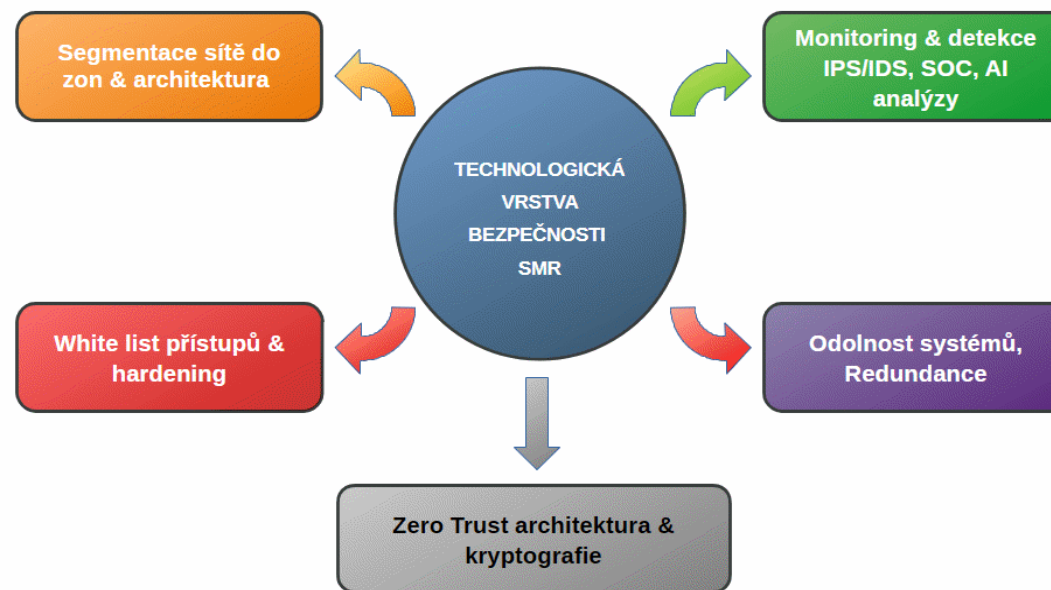 Segmentace sítě do
zon & architektura
Monitoring & detekce
IPS/IDS, SOC, AI
analýzy
TECHNOLOGICKÁ
VRSTVA
BEZPEČNOSTI
SMR
White list přístupů &
hardening
Odolnost systémů,
Redundance
Zero Trust architektura &
kryptografie